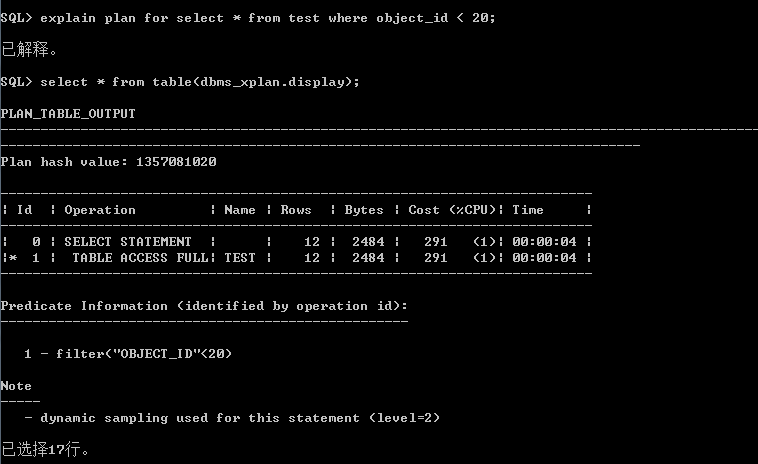 SQL> explain plan for select * from test where object_id < 20;
已解释。
SQL> select * from table(dbms_xplan.display);
PLAN_TABLE_OUTPUT
--------------------------------------------------------------------------------
--------------------------------------------------------------------------------
Plan hash value: 1357081020
--------------------------------------------------------------------------
| Id  | Operation         | Name | Rows  | Bytes | Cost (%CPU)| Time     |
--------------------------------------------------------------------------
|   0 | SELECT STATEMENT  |      |    12 |  2484 |   291   (1)| 00:00:04 |
|*  1 |  TABLE ACCESS FULL| TEST |    12 |  2484 |   291   (1)| 00:00:04 |
--------------------------------------------------------------------------
Predicate Information (identified by operation id):
---------------------------------------------------
1 - filter("OBJECT_ID"<20)
Note
-----
- dynamic sampling used for this statement (level=2)
已选择17行。